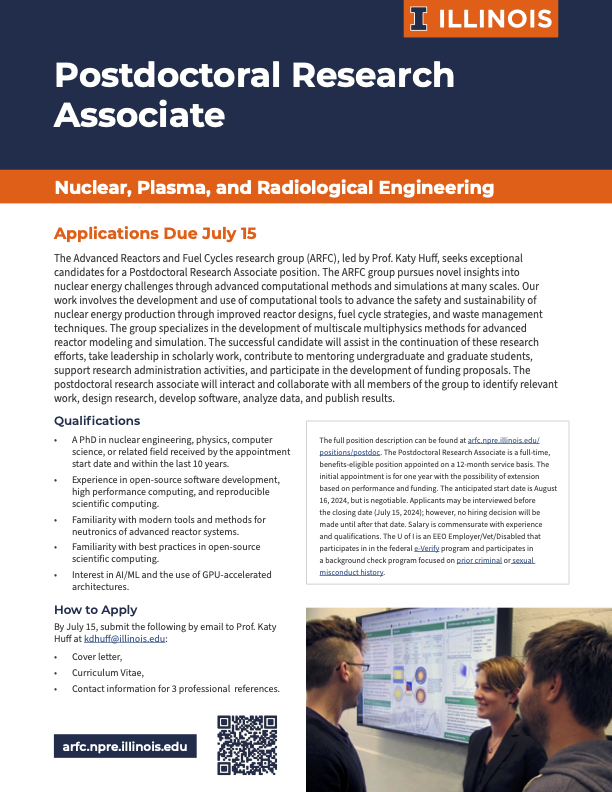 I ILLINOIS
Postdoctoral Research
Associate
Nuclear, Plasma, and Radiological Engineering
Applications Due July 15
The Advanced Reactors and Fuel Cycles research group (ARFC), led by Prof. Katy Huff, seeks exceptional
candidates for a Postdoctoral Research Associate position. The ARFC group pursues novel insights into
nuclear energy challenges through advanced computational methods and simulations at many scales. Our
work involves the development and use of computational tools to advance the safety and sustainability of
nuclear energy production through improved reactor designs, fuel cycle strategies, and waste management
techniques. The group specializes in the development of multiscale multiphysics methods for advanced
reactor modeling and simulation. The successful candidate will assist in the continuation of these research
efforts, take leadership in scholarly work, contribute to mentoring undergraduate and graduate students,
support research administration activities, and participate in the development of funding proposals. The
postdoctoral research associate will interact and collaborate with all members of the group to identify relevant
work, design research, develop software, analyze data, and publish results.
Qualifications
• A PhD in nuclear engineering, physics, computer
science, or related field received by the appointment
start date and within the last 10 years.
• Experience in open-source software development,
high performance computing, and reproducible
scientific computing.
• Familiarity with modern tools and methods for
neutronics of advanced reactor systems.
• Familiarity with best practices in open-source
scientific computing.
• Interest in AI/ML and the use of GPU-accelerated
architectures.
How to Apply
By July 15, submit the following by email to Prof. Katy
Huff at kdhuff@illinois.edu:
• Cover letter,
• Curriculum Vitae,
• Contact information for 3 professional references.
arfc.npre.illinois.edu
The full position description can be found at arfc.npre.illinois.edu/
positions/postdoc. The Postdoctoral Research Associate is a full-time,
benefits-eligible position appointed on a 12-month service basis. The
initial appointment is for one year with the possibility of extension
based on performance and funding. The anticipated start date is August
16, 2024, but is negotiable. Applicants may be interviewed before
the closing date (July 15, 2024); however, no hiring decision will be
made until after that date. Salary is commensurate with experience
and qualifications. The U of I is an EEO Employer/Vet/Disabled that
participates in in the federal e-Verify program and participates in
a background check program focused on prior criminal or sexual
misconduct history.